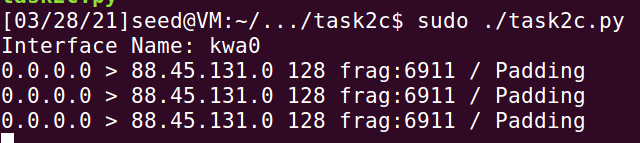 task2c.py
[03/28/21]seed@VM:~/.../task2c$ sudo ./task2c.py
Interface Name: kwa0
0.0.0.0 > 88.45.131.0 128 frag:6911 / Padding
0.0.0.0 > 88.45.131.0 128 frag:6911 / Padding
0.0.0.0 > 88.45.131.0 128 frag:6911 / Padding